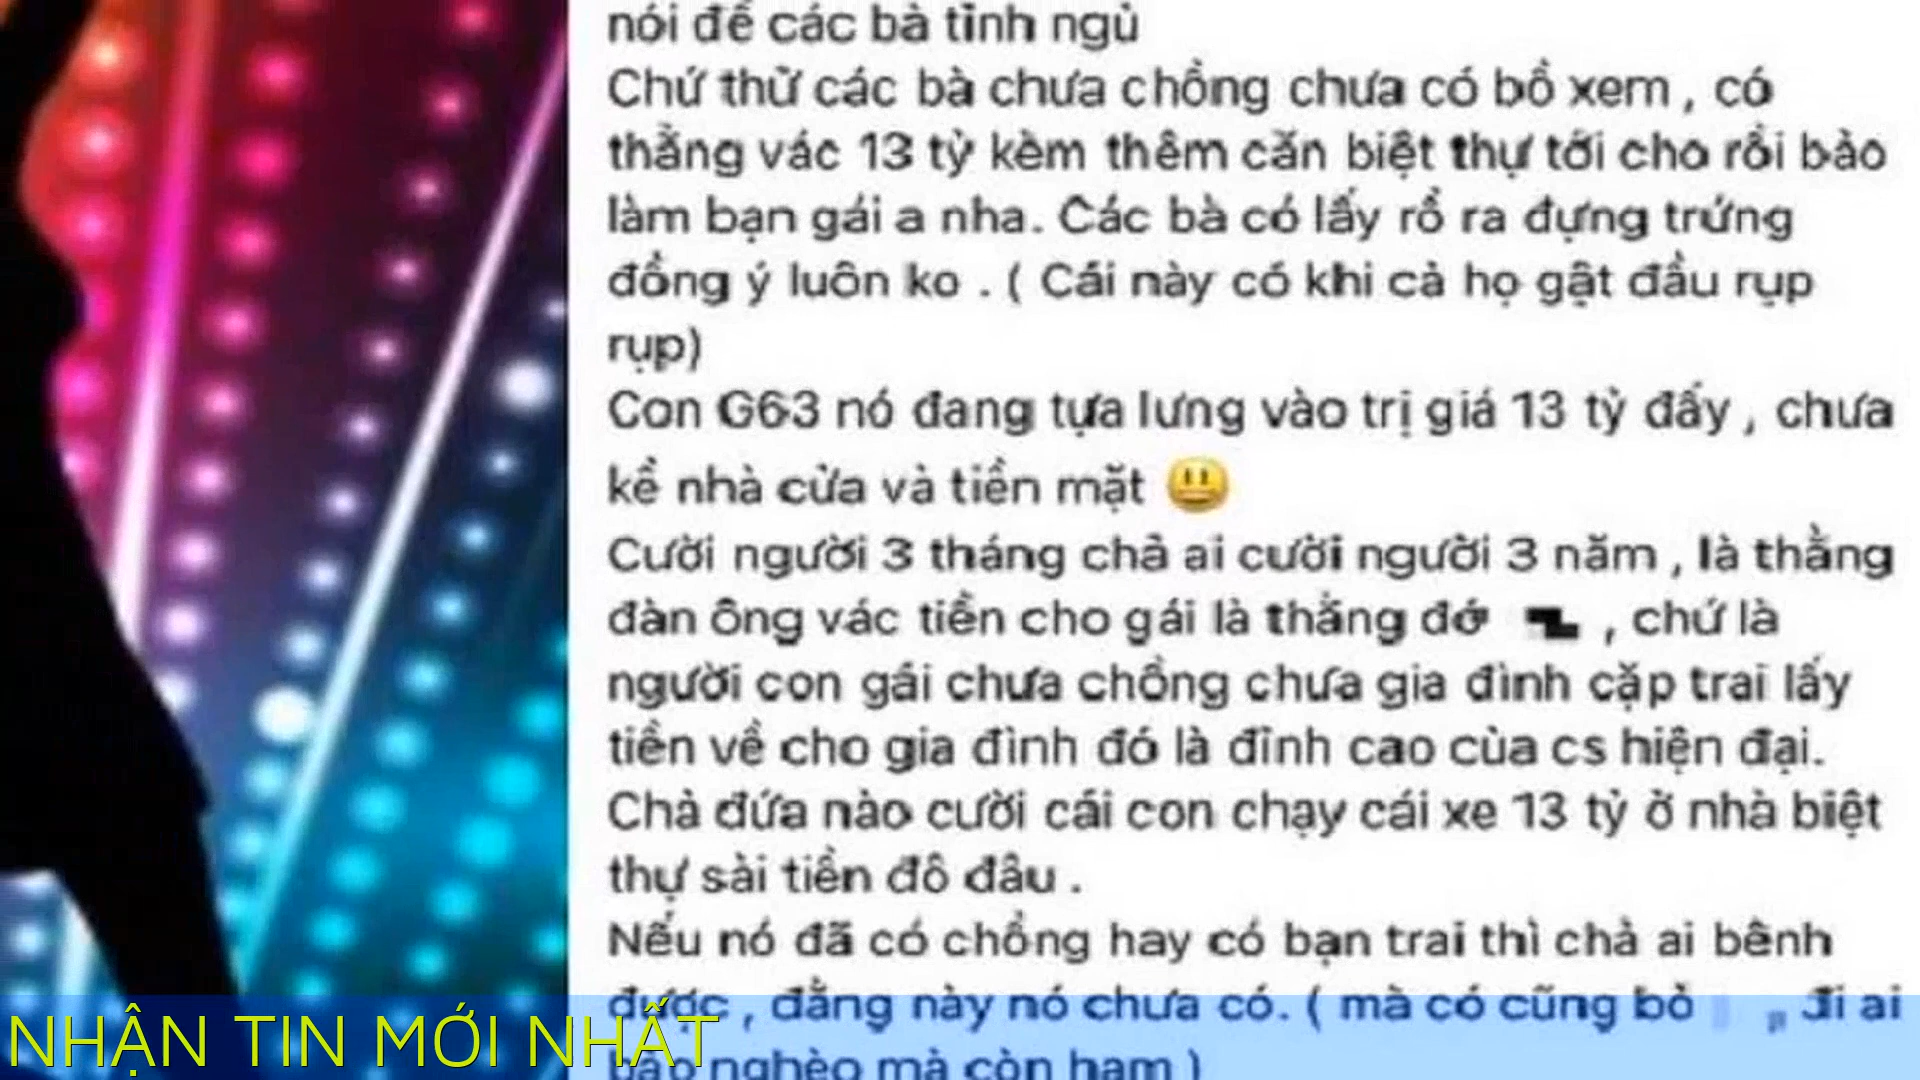 nói để các bà tỉnh ngủ
Chứ thử các bà chưa chồng chưa có bồ xem , có
thằng vác 13 tỷ kèm thêm căn biệt thự tới cho rồi bảo
làm bạn gái a nha. Các bà có lấy rổ ra đựng trứng
đồng ý luôn ko . ( Cái này có khi cả họ gật đầu rụp
rụp)
Con G63 nó đang tựa lưng vào trị giá 13 tỷ đấy , chưa
kể nhà cửa và tiền mặt 😃
Cười người 3 tháng chả ai cười người 3 năm , là thằng
đàn ông vác tiền cho gái là thằng đớ , chứ là
người con gái chưa chồng chưa gia đình cặp trai lấy
tiền về cho gia đình đó là đỉnh cao của cs hiện đại.
Chả đứa nào cười cái con chạy cái xe 13 tỷ ở nhà biệt
thự sài tiền đô đâu .
Nếu nó đã có chồng hay có bạn trai thì chả ai bênh
được , đằng này nó chưa có. ( mà có cũng bỏ đi ai
bảo nghèo mà còn ham )
NHẬN TIN MỚI NHẤT